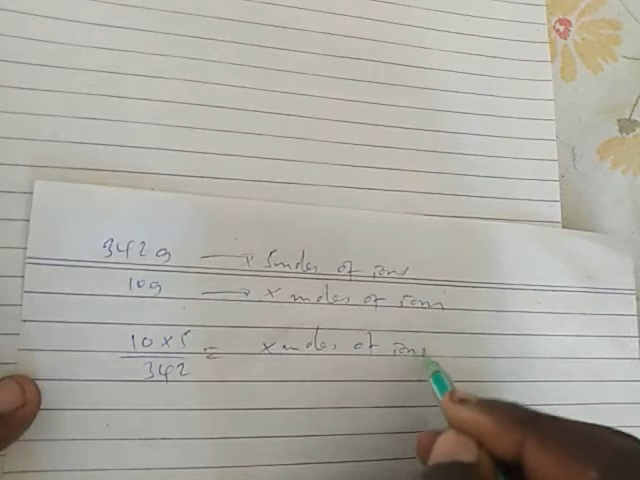 342g → 5moles of ions
10g → x moles of ions
10 x 5 = x moles of ions
342